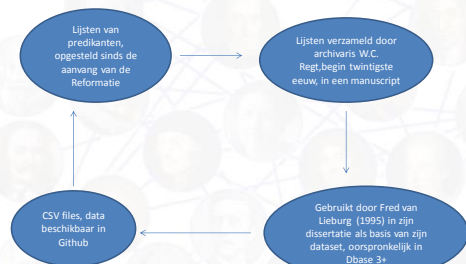 Lijsten van
predikanten,
opgesteld sinds de
aanvang van de
Reformatie
Lijsten verzameld door
archivaris W.C.
Regt,begin twintigste
eeuw, in een manuscript
Gebruikt door Fred van
Lieburg (1995) in zijn
dissertatie als basis van zijn
dataset, oorspronkelijk in
Dbase 3+
CSV files, data
beschikbaar in
Github